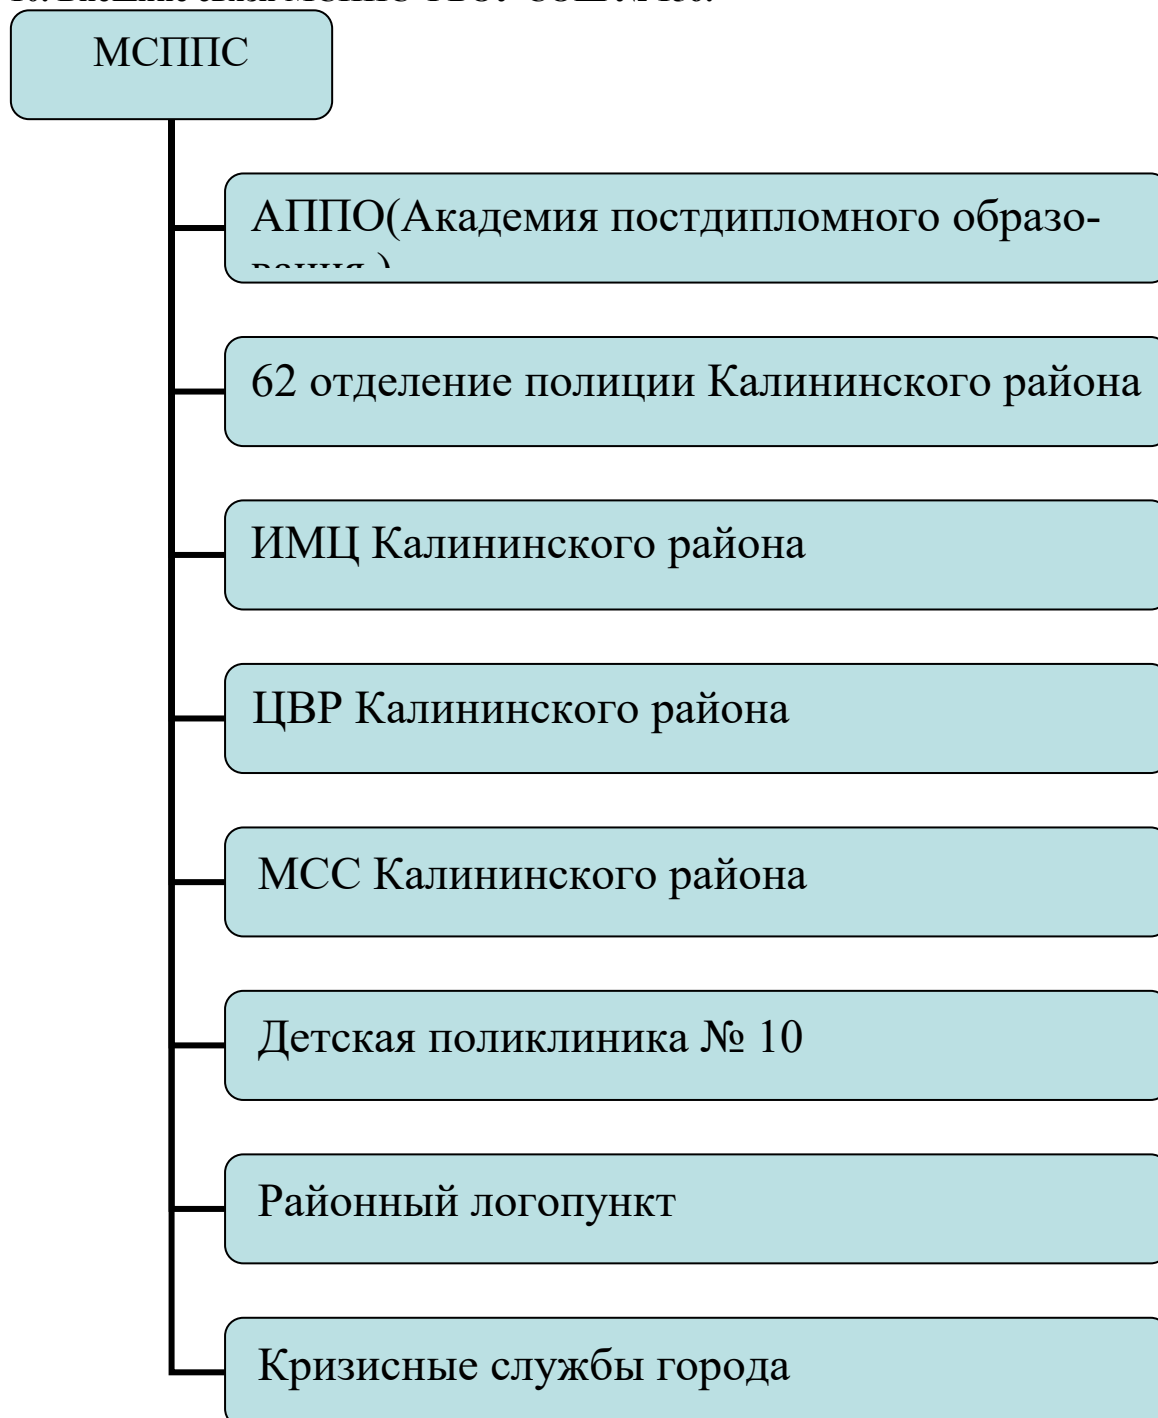 МСППС
АППО(Академия постдипломного образо-
вания )
62 отделение полиции Калининского района
ИМЦ Калининского района
ЦВР Калининского района
МСС Калининского района
Детская поликлиника № 10
Районный логопункт
Кризисные службы города